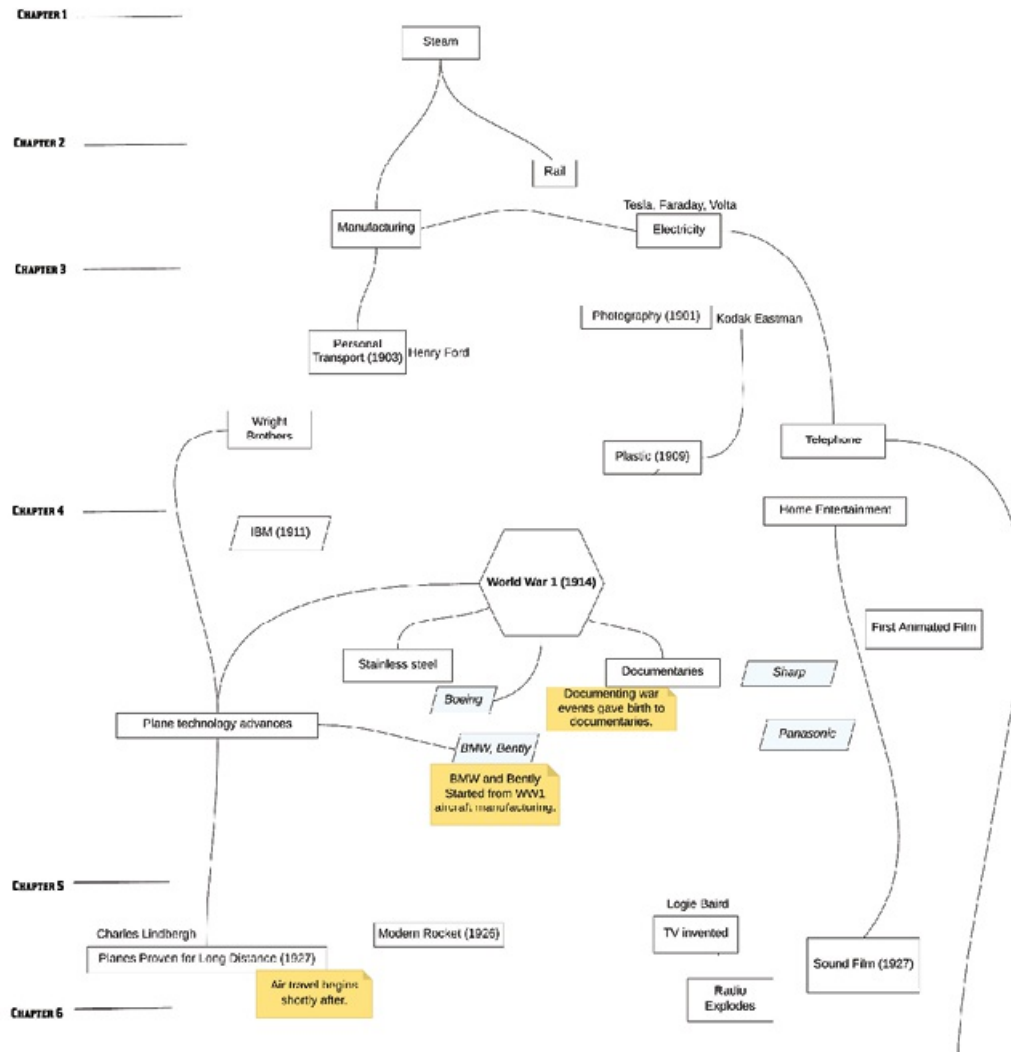 CHAPTER 1
Steam
CHAPTER 2
Rail
Tesla, Faraday, Volta
Manufacturing
Electricity
CHAPTER 3
Photography (1901)
Kodak Eastman
Personal
Transport (1903)
Henry Ford
Wright
Brothers
Telephone
Plastic (1909)
CHAPTER 4
Home Entertainment
IBM (1911)
World War 1 (1914)
First Animated Film
Stainless steel
Documentaries
Sharp
Boeing
Documenting war
events gave birth to
documentaries.
Plane technology advances
Panasonic
BMW, Bently
BMW and Bently
Started from WW1
aircraft manufacturing.
CHAPTER 5
Logie Baird
Charles Lindbergh
Modern Rocket (1926)
TV invented
Planes Proven for Long Distance (1927)
Sound Film (1927)
Air travel begins
shortly after.
Radio
Explodes
CHAPTER 6